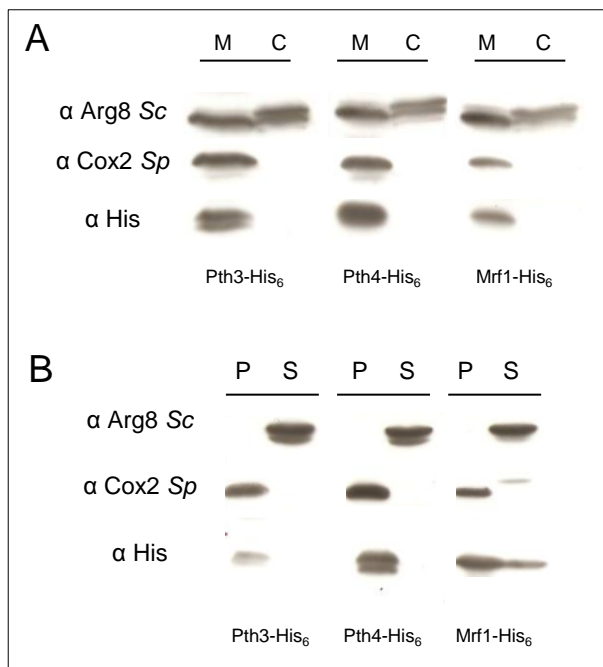 A
M C M C M C
α Arg8 Sc
α Cox2 Sp
α His
Pth3-His₆ Pth4-His₆ Mrf1-His₆
B
P S P S P S
α Arg8 Sc
α Cox2 Sp
α His
Pth3-His₆ Pth4-His₆ Mrf1-His₆